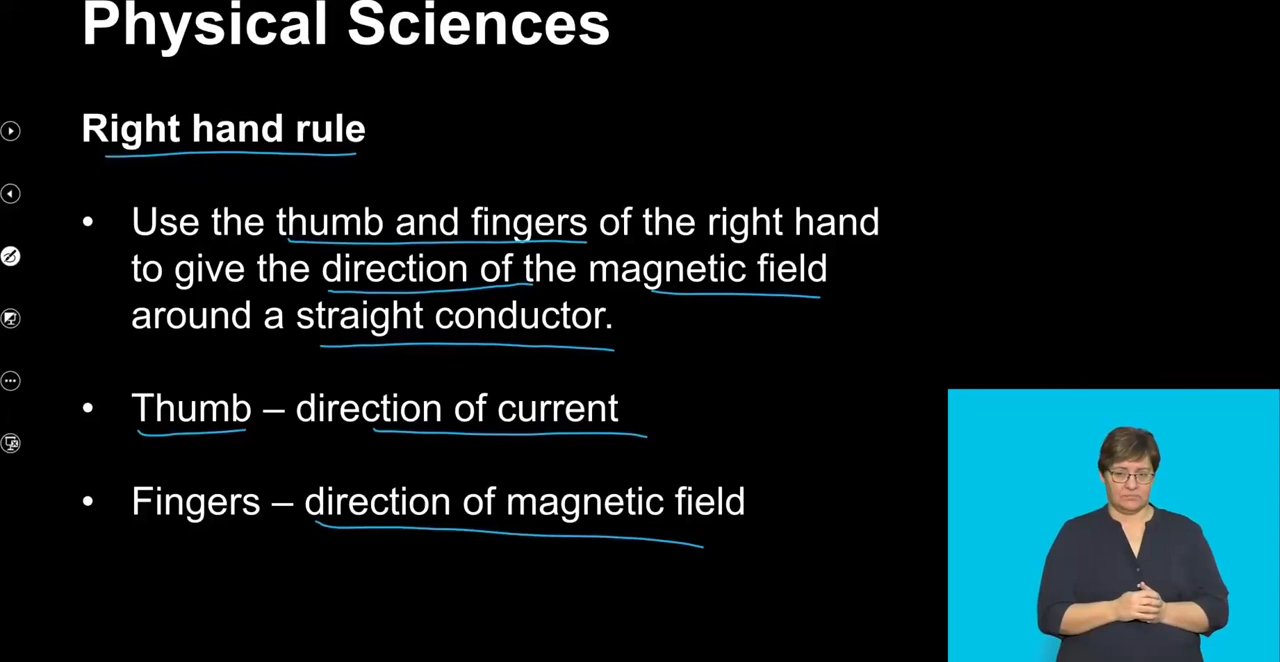 Physical Sciences
Right hand rule
• Use the thumb and fingers of the right hand
to give the direction of the magnetic field
around a straight conductor.
• Thumb – direction of current
• Fingers – direction of magnetic field